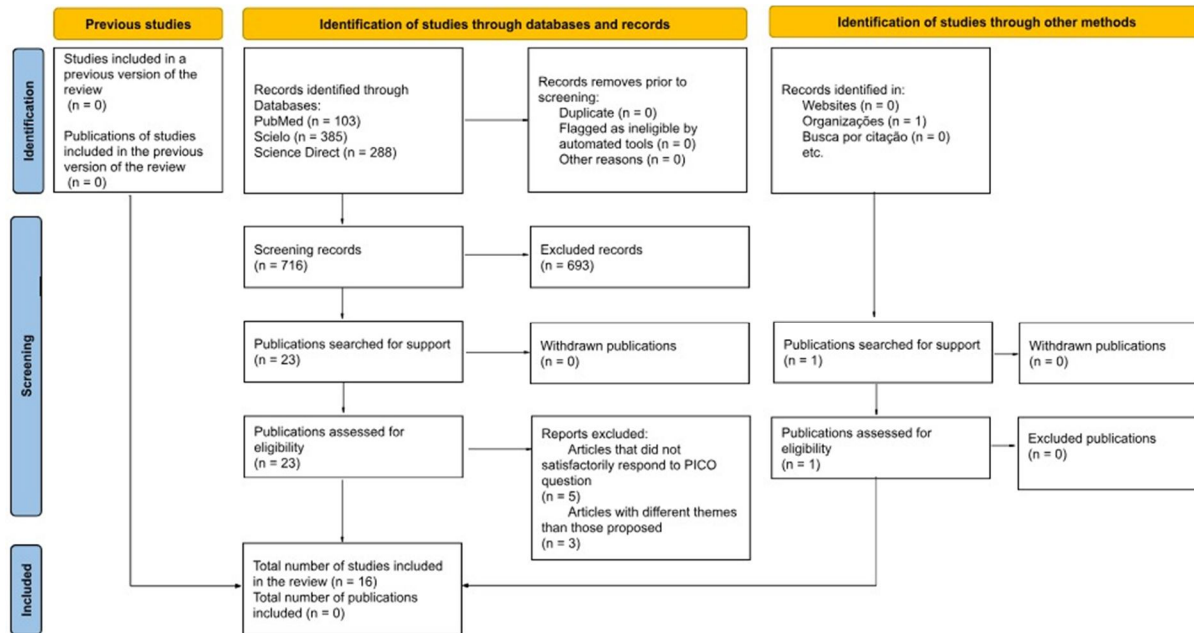 Previous studies
Identification of studies through databases and records
Identification of studies through other methods
Identification
Studies included in a
previous version of the
review
(n = 0)
Publications of studies
included in the previous
version of the review
(n = 0)
Records identified through
Databases:
PubMed (n = 103)
Scielo (n = 385)
Science Direct (n = 288)
Records removes prior to
screening:
Duplicate (n = 0)
Flagged as ineligible by
automated tools (n = 0)
Other reasons (n = 0)
Records identified in:
Websites (n = 0)
Organizações (n = 1)
Busca por citação (n = 0)
etc.
Screening
Screening records
(n = 716)
Excluded records
(n = 693)
Publications searched for support
(n = 23)
Withdrawn publications
(n = 0)
Publications searched for support
(n = 1)
Withdrawn publications
(n = 0)
Publications assessed for
eligibility
(n = 23)
Reports excluded:
Articles that did not
satisfactorily respond to PICO
question
(n = 5)
Articles with different themes
than those proposed
(n = 3)
Publications assessed for
eligibility
(n = 1)
Excluded publications
(n = 0)
Included
Total number of studies included
in the review (n = 16)
Total number of publications
included (n = 0)